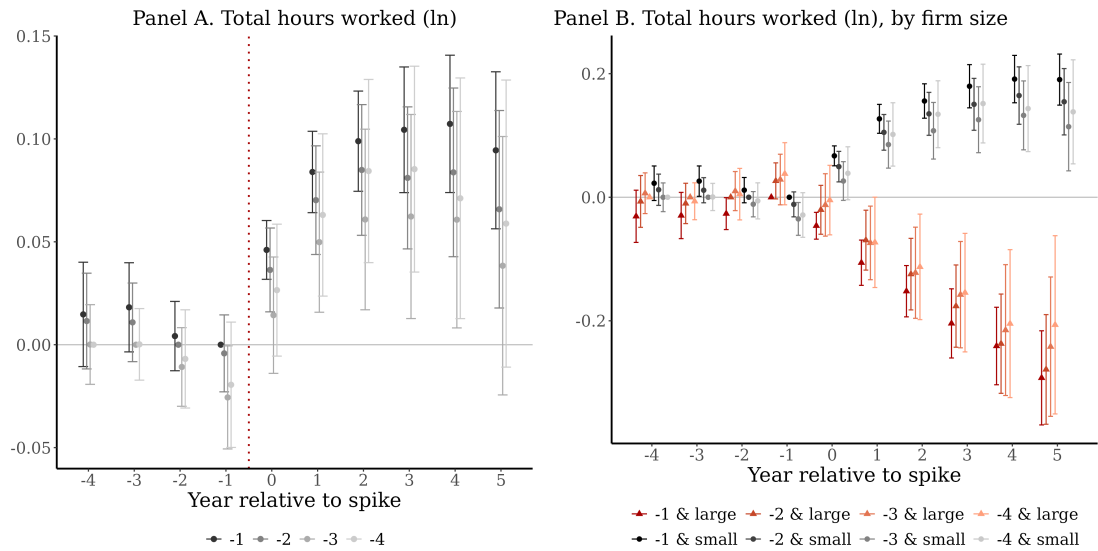 Panel A. Total hours worked (ln)
0.15
0.10
0.05
0.00
-0.05
-4 -3 -2 -1 0 1 2 3 4 5
Year relative to spike
-1 -2 -3 -4
Panel B. Total hours worked (ln), by firm size
0.2
0.0
-0.2
-4 -3 -2 -1 0 1 2 3 4 5
Year relative to spike
-1 & large -2 & large -3 & large -4 & large
-1 & small -2 & small -3 & small -4 & small